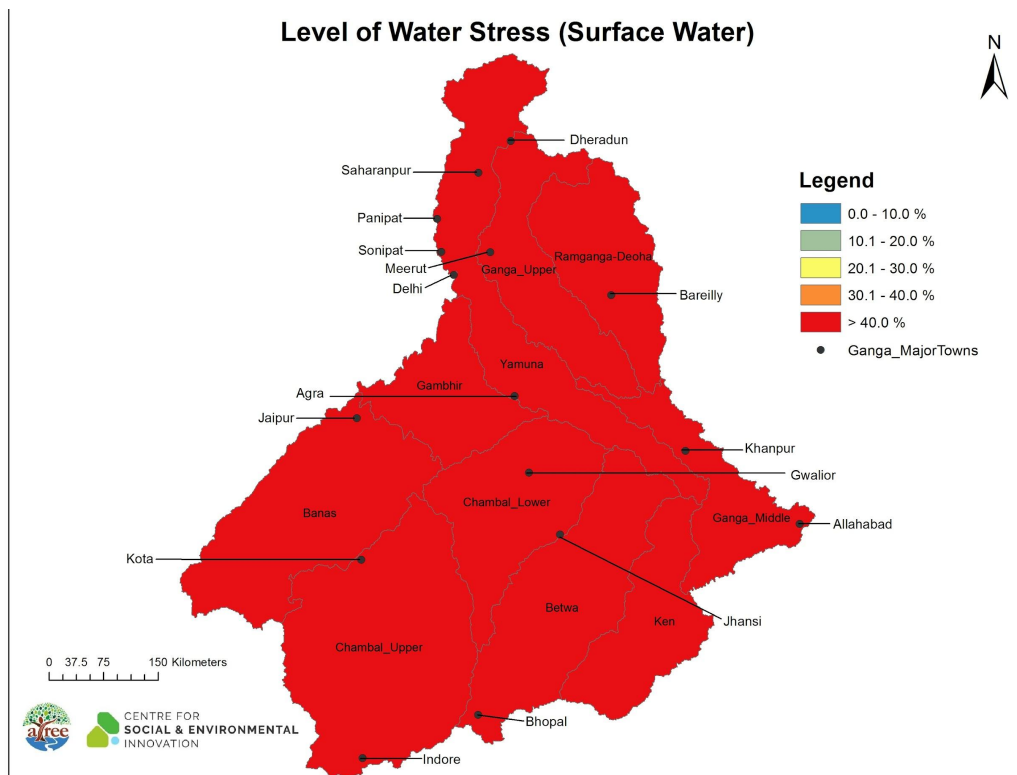 Level of Water Stress (Surface Water)
N
Dheradun
Saharanpur
Panipat
Sonipat
Meerut
Delhi
Ganga_Upper
Ramganga-Deoha
Bareilly
Legend
0.0 - 10.0 %
10.1 - 20.0 %
20.1 - 30.0 %
30.1 - 40.0 %
> 40.0 %
Ganga_MajorTowns
Yamuna
Gambhir
Agra
Jaipur
Khanpur
Gwalior
Chambal_Lower
Banas
Ganga_Middle
Allahabad
Kota
Betwa
Ken
Jhansi
Chambal_Upper
0 37.5 75 150 Kilometers
Bhopal
Indore
atree
CENTRE FOR
SOCIAL & ENVIRONMENTAL
INNOVATION